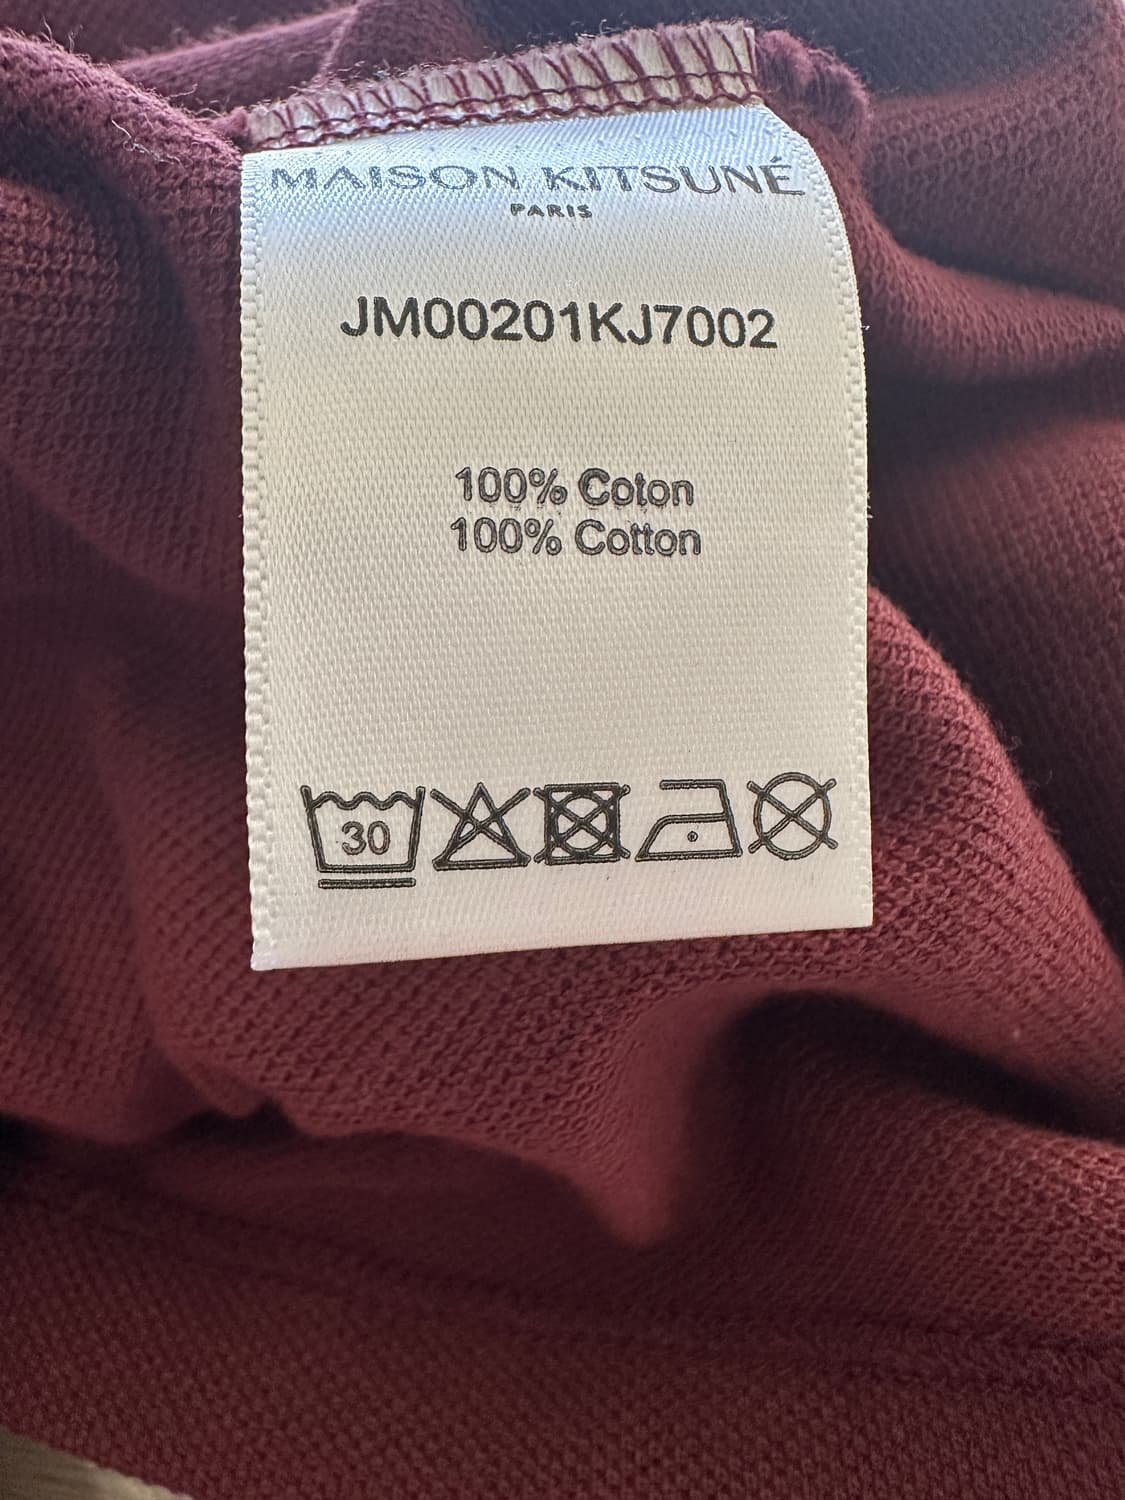 MAISON KITSUNÉ
PARIS
JM00201KJ7002
100% Coton
100% Cotton
30